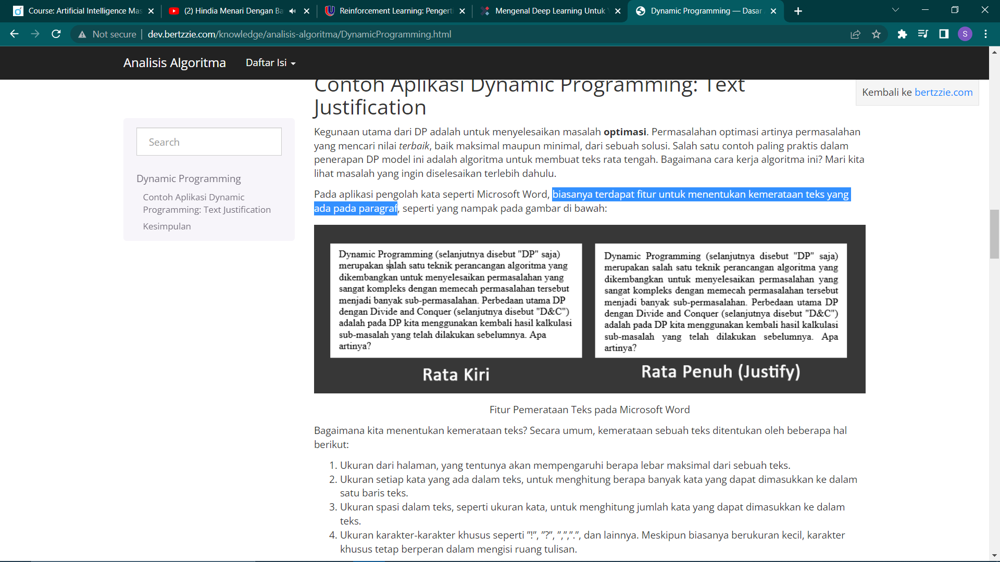 Course: Artificial Intelligence Mas
(2) Hindia Menari Dengan Ba
Reinforcement Learning: Pengerti
Mengenal Deep Learning Untuk
Dynamic Programming — Dasar
Not secure | dev.bertzzie.com/knowledge/analisis-algoritma/DynamicProgramming.html
S
Analisis Algoritma
Daftar Isi
Kembali ke bertzzie.com
Search
Dynamic Programming
Contoh Aplikasi Dynamic
Programming: Text Justification
Kesimpulan
Contoh Aplikasi Dynamic Programming: Text
Justification
Kegunaan utama dari DP adalah untuk menyelesaikan masalah optimasi. Permasalahan optimasi artinya permasalahan
yang mencari nilai terbaik, baik maksimal maupun minimal, dari sebuah solusi. Salah satu contoh paling praktis dalam
penerapan DP model ini adalah algoritma untuk membuat teks rata tengah. Bagaimana cara kerja algoritma ini? Mari kita
lihat masalah yang ingin diselesaikan terlebih dahulu.
Pada aplikasi pengolah kata seperti Microsoft Word, biasanya terdapat fitur untuk menentukan kemerataan teks yang
ada pada paragraf, seperti yang nampak pada gambar di bawah:
Dynamic Programming (selanjutnya disebut "DP" saja)
merupakan salah satu teknik perancangan algoritma yang
dikembangkan untuk menyelesaikan permasalahan yang
sangat kompleks dengan memecah permasalahan tersebut
menjadi banyak sub-permasalahan. Perbedaan utama DP
dengan Divide and Conquer (selanjutnya disebut "D&C")
adalah pada DP kita menggunakan kembali hasil kalkulasi
sub-masalah yang telah dilakukan sebelumnya. Apa
artinya?
Rata Kiri
Dynamic Programming (selanjutnya disebut "DP" saja)
merupakan salah satu teknik perancangan algoritma yang
dikembangkan untuk menyelesaikan permasalahan yang
sangat kompleks dengan memecah permasalahan tersebut
menjadi banyak sub-permasalahan. Perbedaan utama DP
dengan Divide and Conquer (selanjutnya disebut "D&C")
adalah pada DP kita menggunakan kembali hasil kalkulasi
sub-masalah yang telah dilakukan sebelumnya. Apa
artinya?
Rata Penuh (Justify)
Fitur Pemerataan Teks pada Microsoft Word
Bagaimana kita menentukan kemerataan teks? Secara umum, kemerataan sebuah teks ditentukan oleh beberapa hal
berikut:
1. Ukuran dari halaman, yang tentunya akan mempengaruhi berapa lebar maksimal dari sebuah teks.
2. Ukuran setiap kata yang ada dalam teks, untuk menghitung berapa banyak kata yang dapat dimasukkan ke dalam
satu baris teks.
3. Ukuran spasi dalam teks, seperti ukuran kata, untuk menghitung jumlah kata yang dapat dimasukkan ke dalam
teks.
4. Ukuran karakter-karakter khusus seperti ”!”, ”?”, ”,”,”.”, dan lainnya. Meskipun biasanya berukuran kecil, karakter
khusus tetap berperan dalam mengisi ruang tulisan.